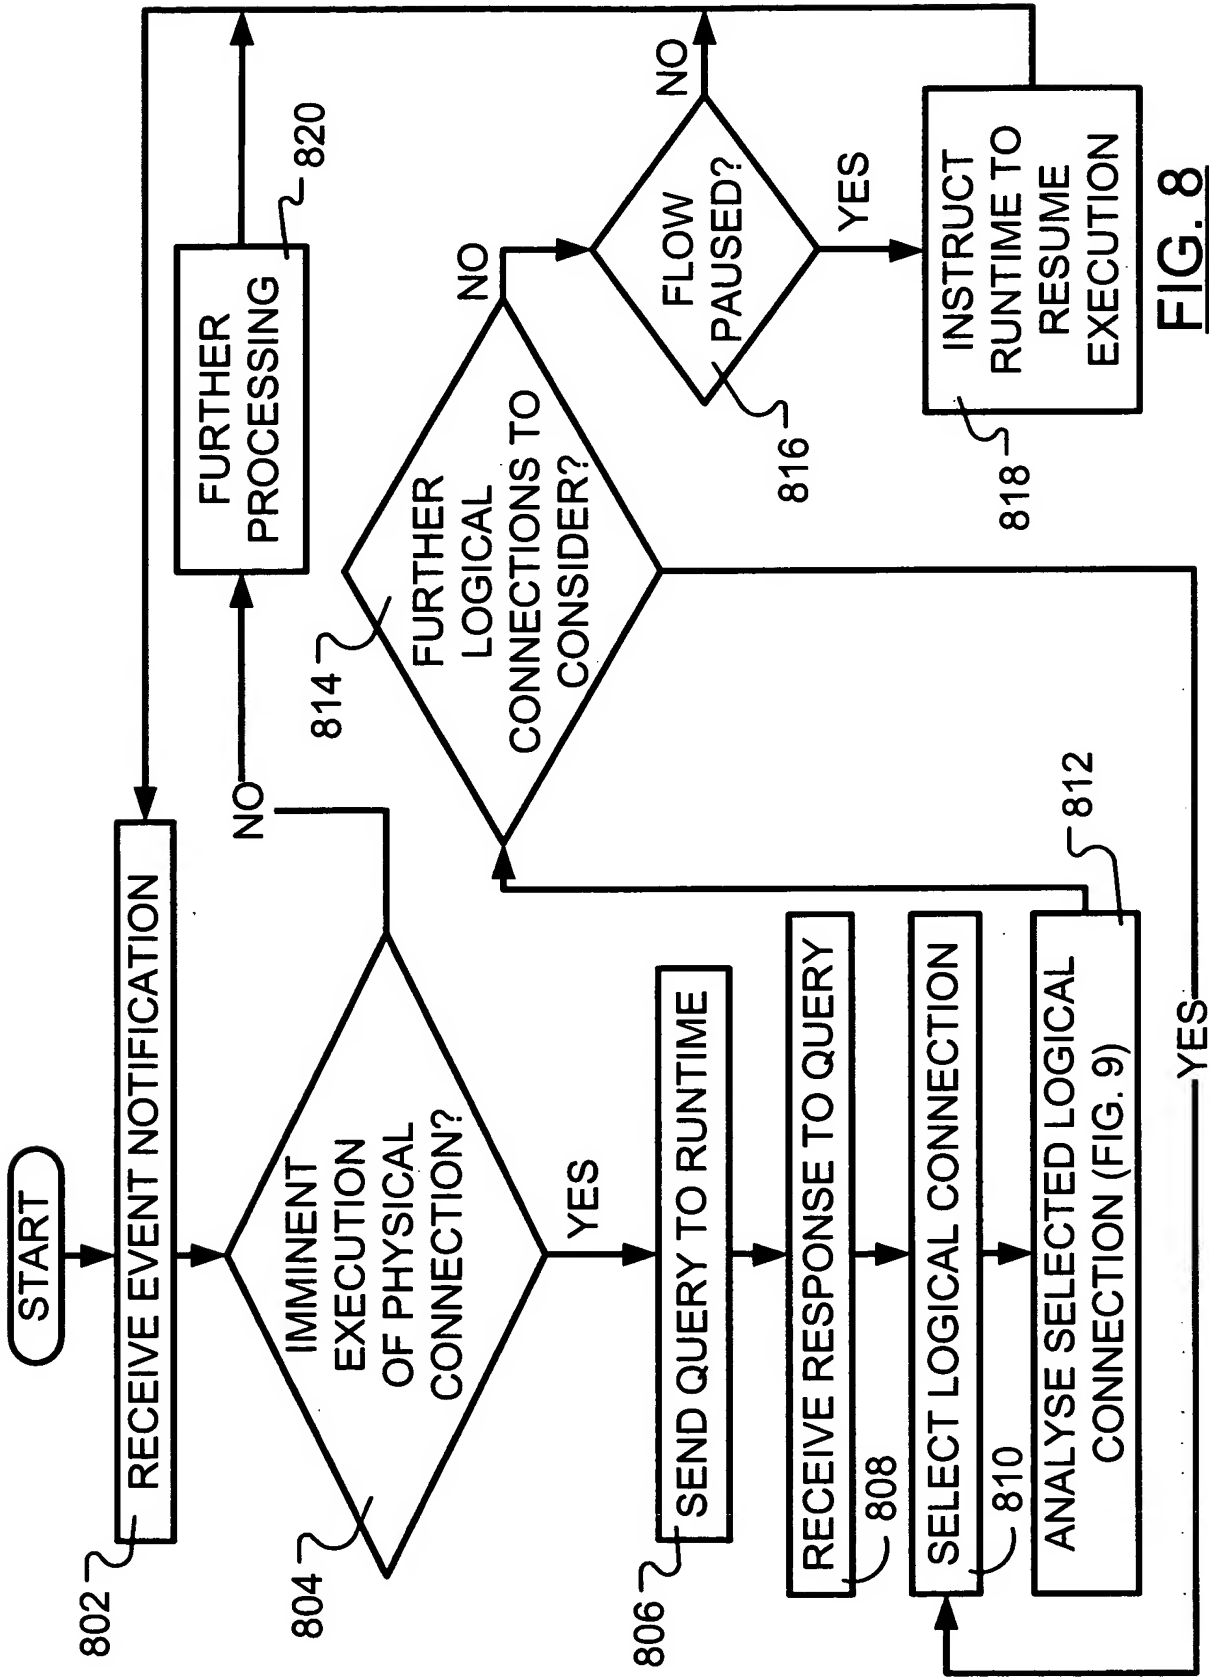 START
802
RECEIVE EVENT NOTIFICATION
804
IMMINENT
EXECUTION
OF PHYSICAL
CONNECTION?
NO
FURTHER
PROCESSING
820
YES
806
SEND QUERY TO RUNTIME
RECEIVE RESPONSE TO QUERY
808
SELECT LOGICAL CONNECTION
810
ANALYSE SELECTED LOGICAL
CONNECTION (FIG. 9)
812
814
FURTHER
LOGICAL
CONNECTIONS TO
CONSIDER?
NO
YES
FLOW
PAUSED?
816
NO
YES
INSTRUCT
RUNTIME TO
RESUME
EXECUTION
818
FIG. 8